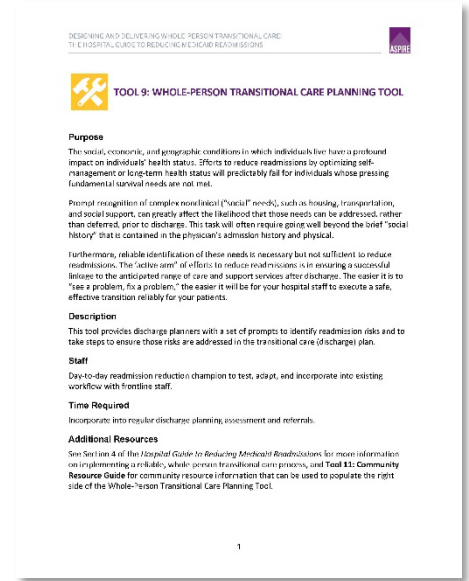 DESIGNING AND DELIVERING WHOLE-PERSON TRANSITIONAL CARE:
THE HOSPITAL GUIDE TO REDUCING MEDICAID READMISSIONS
ASPIRE
TOOL 9: WHOLE-PERSON TRANSITIONAL CARE PLANNING TOOL
Purpose
The social, economic, and geographic conditions in which individuals live have a profound
impact on individuals' health status. Efforts to reduce readmissions by optimizing self-
management or long-term health status will predictably fail for individuals whose pressing
fundamental survival needs are not met.
Prompt recognition of complex nonclinical ("social" needs), such as housing, transportation,
and social support, can greatly affect the likelihood that those needs can be addressed, rather
than deferred, prior to discharge. This task will often require going well beyond the brief "social
history" that is contained in the physician's admission history and physical.
Furthermore, reliable identification of these needs is necessary but not sufficient to reduce
readmissions. The "active arm" of efforts to reduce readmissions is in ensuring a successful
linkage to the anticipated range of care and support services after discharge. The easier it is to
"see a problem, fix a problem," the easier it will be for your hospital staff to execute a safe,
effective transition reliably for your patients.
Description
This tool provides discharge planners with a set of prompts to identify readmission risks and to
take steps to ensure those risks are addressed in the transitional care (discharge) plan.
Staff
Day-to-day readmission reduction champion to test, adapt, and incorporate into existing
workflow with frontline staff.
Time Required
Incorporate into regular discharge planning assessment and referrals.
Additional Resources
See Section 4 of the Hospital Guide to Reducing Medicaid Readmissions for more information
on implementing a reliable, whole-person transitional care process, and Tool 11: Community
Resource Guide for community resource information that can be used to populate the right
side of the Whole-Person Transitional Care Planning Tool.
1